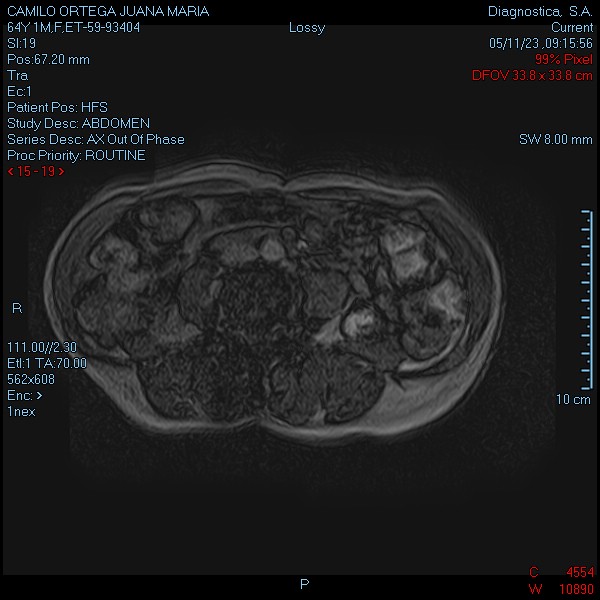 CAMILO ORTEGA JUANA MARIA
64Y 1M,F,ET-59-93404
Sl:19
Pos:67.20 mm
Tra
Ec:1
Patient Pos: HFS
Study Desc: ABDOMEN
Series Desc: AX Out Of Phase
Proc Priority: ROUTINE
< 15 - 19 >
Lossy
Diagnostica, S.A.
Current
05/11/23 ,09:15:56
99% Pixel
DFOV 33.8 x 33.8 cm
SW 8.00 mm
R
111.00//2.30
Etl:1 TA:70.00
562x608
Enc: >
1nex
10 cm
P
C 4554
W 10890